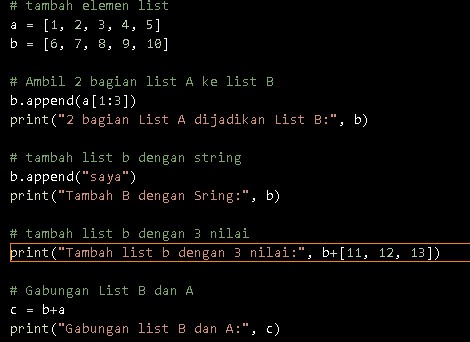 # tambah elemen list
a = [1, 2, 3, 4, 5]
b = [6, 7, 8, 9, 10]
# Ambil 2 bagian list A ke list B
b.append(a[1:3])
print("2 bagian List A dijadikan List B:", b)
# tambah list b dengan string
b.append("saya")
print("Tambah B dengan Sring:", b)
# tambah list b dengan 3 nilai
print("Tambah list b dengan 3 nilai:", b+[11, 12, 13])
# Gabungan List B dan A
c = b+a
print("Gabungan list B dan A:", c)